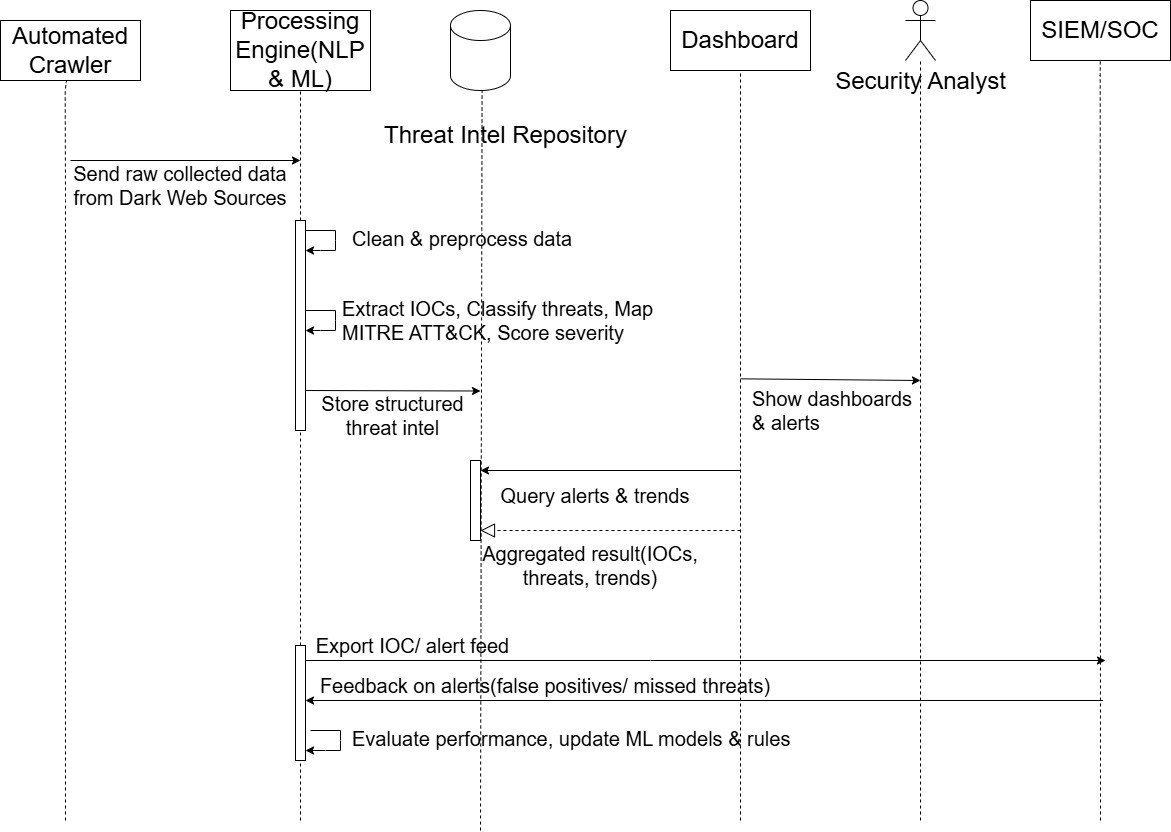 Automated
Crawler
Processing
Engine(NLP
& ML)
Dashboard
Security Analyst
SIEM/SOC
Threat Intel Repository
Send raw collected data
from Dark Web Sources
Clean & preprocess data
Extract IOCs, Classify threats, Map
MITRE ATT&CK, Score severity
Store structured
threat intel
Show dashboards
& alerts
Query alerts & trends
Aggregated result(IOCs,
threats, trends)
Export IOC/ alert feed
Feedback on alerts(false positives/ missed threats)
Evaluate performance, update ML models & rules